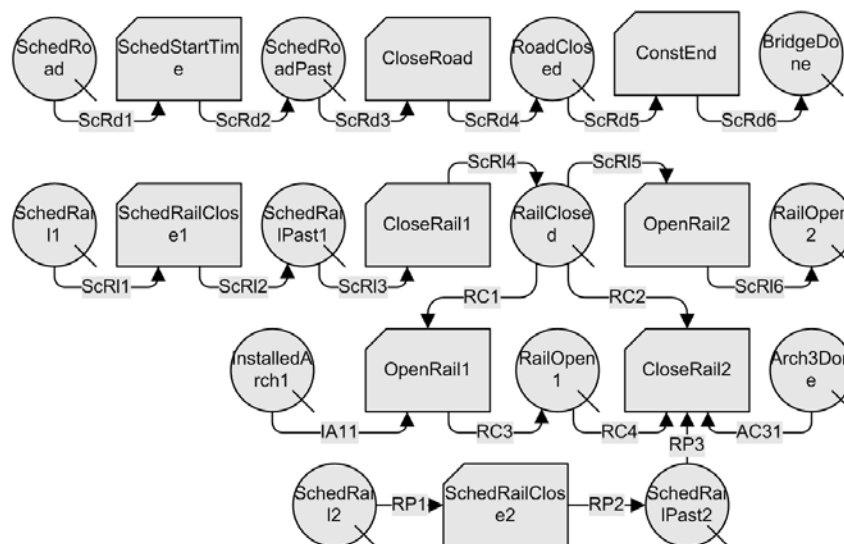 SchedRo
ad
SchedStartTim
e
SchedRo
adPast
CloseRoad
RoadClos
ed
ConstEnd
BridgeDo
ne
ScRd1
ScRd2
ScRd3
ScRd4
ScRd5
ScRd6
ScRl4
ScRl5
SchedRai
l1
SchedRailClos
e1
SchedRai
lPast1
CloseRail1
RailClose
d
OpenRail2
RailOpen
2
ScRl1
ScRl2
ScRl3
ScRl6
RC1
RC2
InstalledA
rch1
OpenRail1
RailOpen
1
CloseRail2
Arch3Don
e
IA11
RC3
RC4
AC31
RP3
SchedRai
l2
RP1
SchedRailClos
e2
RP2
SchedRai
lPast2